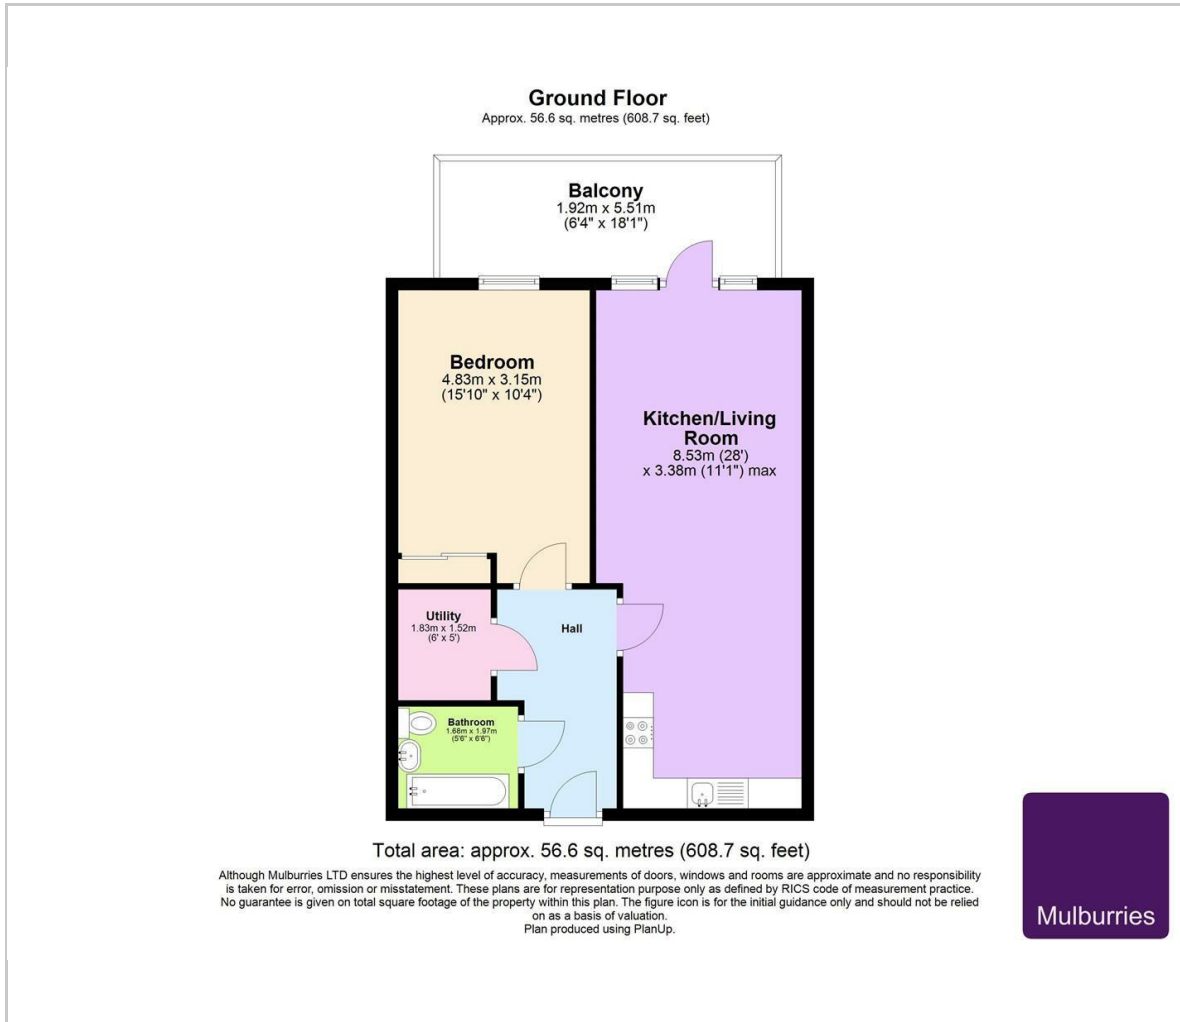 Ground Floor
Approx. 56.6 sq. metres (608.7 sq. feet)
Balcony
1.92m x 5.51m
(6'4" x 18'1")
Bedroom
4.83m x 3.15m
(15'10" x 10'4")
Kitchen/Living
Room
8.53m (28')
x 3.38m (11'1") max
Utility
1.83m x 1.52m
(6' x 5')
Hall
Bathroom
1.68m x 1.97m
(5'6" x 6'6")
Total area: approx. 56.6 sq. metres (608.7 sq. feet)
Although Mulburries LTD ensures the highest level of accuracy, measurements of doors, windows and rooms are approximate and no responsibility
is taken for error, omission or misstatement. These plans are for representation purpose only as defined by RICS code of measurement practice.
No guarantee is given on total square footage of the property within this plan. The figure icon is for the initial guidance only and should not be relied
on as a basis of valuation.
Plan produced using PlanUp.
Mulburries